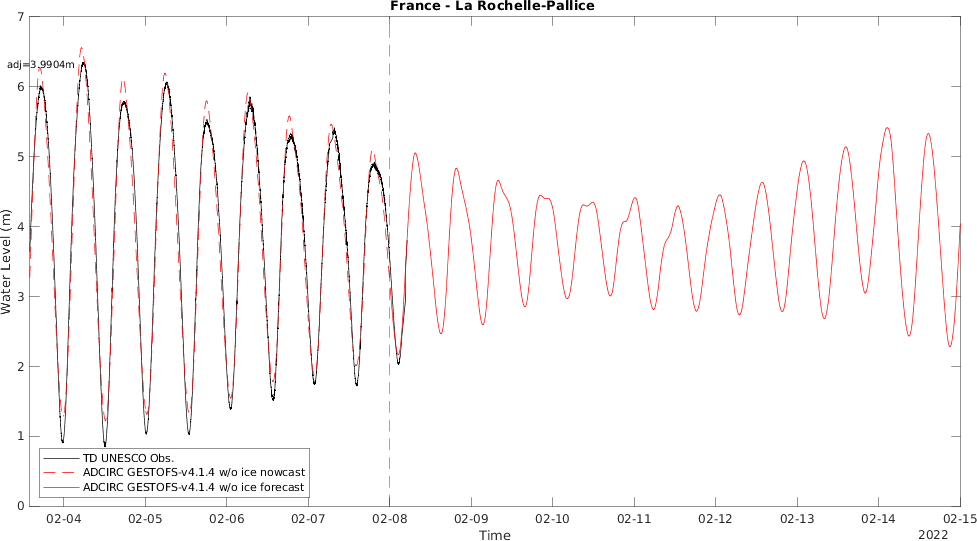 France - La Rochelle-Pallice
adj=3.9904m
7
6
5
4
3
2
1
0
Water Level (m)
TD UNESCO Obs.
ADCIRC GESTOFS-v4.1.4 w/o ice nowcast
ADCIRC GESTOFS-v4.1.4 w/o ice forecast
02-04 02-05 02-06 02-07 02-08 02-09 02-10 02-11 02-12 02-13 02-14 02-15
Time
2022